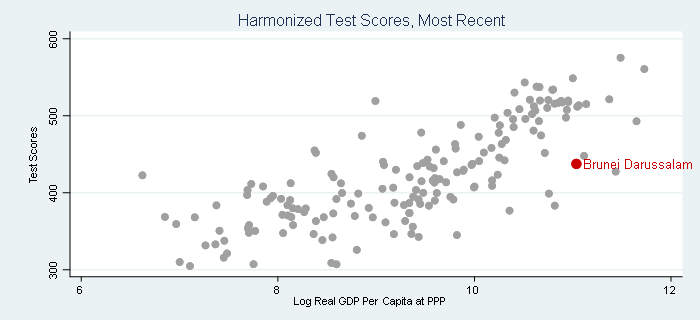 Harmonized Test Scores, Most Recent
600
500
400
300
Test Scores
Brunei Darussalam
6
8
10
12
Log Real GDP Per Capita at PPP